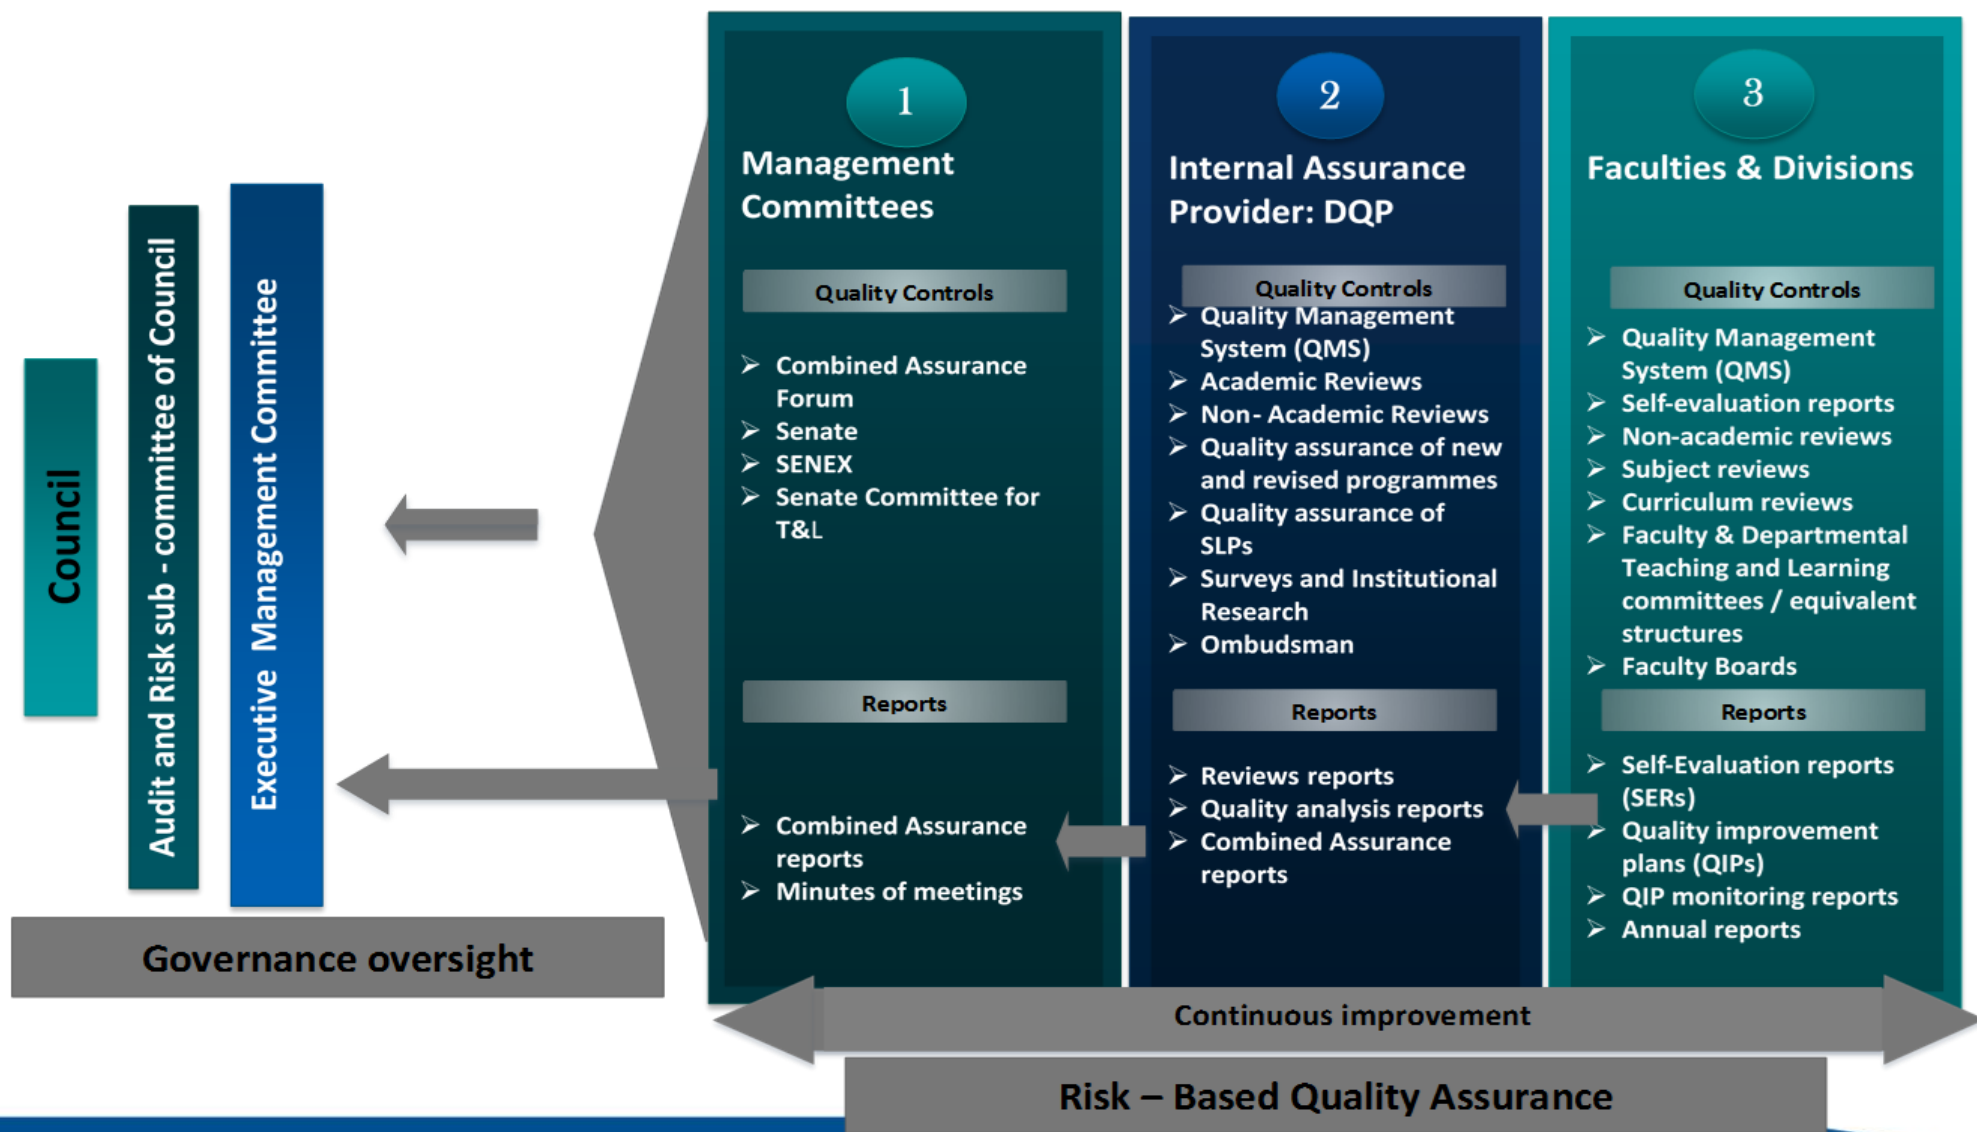 Council
Audit and Risk sub - committee of Council
Executive Management Committee
Governance oversight
1
Management
Committees
Quality Controls
➢ Combined Assurance
Forum
➢ Senate
➢ SENEX
➢ Senate Committee for
T&L
Reports
➢ Combined Assurance
reports
➢ Minutes of meetings
2
Internal Assurance
Provider: DQP
Quality Controls
➢ Quality Management
System (QMS)
➢ Academic Reviews
➢ Non- Academic Reviews
➢ Quality assurance of new
and revised programmes
➢ Quality assurance of
SLPs
➢ Surveys and Institutional
Research
➢ Ombudsman
Reports
➢ Reviews reports
➢ Quality analysis reports
➢ Combined Assurance
reports
3
Faculties & Divisions
Quality Controls
➢ Quality Management
System (QMS)
➢ Self-evaluation reports
➢ Non-academic reviews
➢ Subject reviews
➢ Curriculum reviews
➢ Faculty & Departmental
Teaching and Learning
committees / equivalent
structures
➢ Faculty Boards
Reports
➢ Self-Evaluation reports
(SERs)
➢ Quality improvement
plans (QIPs)
➢ QIP monitoring reports
➢ Annual reports
Continuous improvement
Risk – Based Quality Assurance